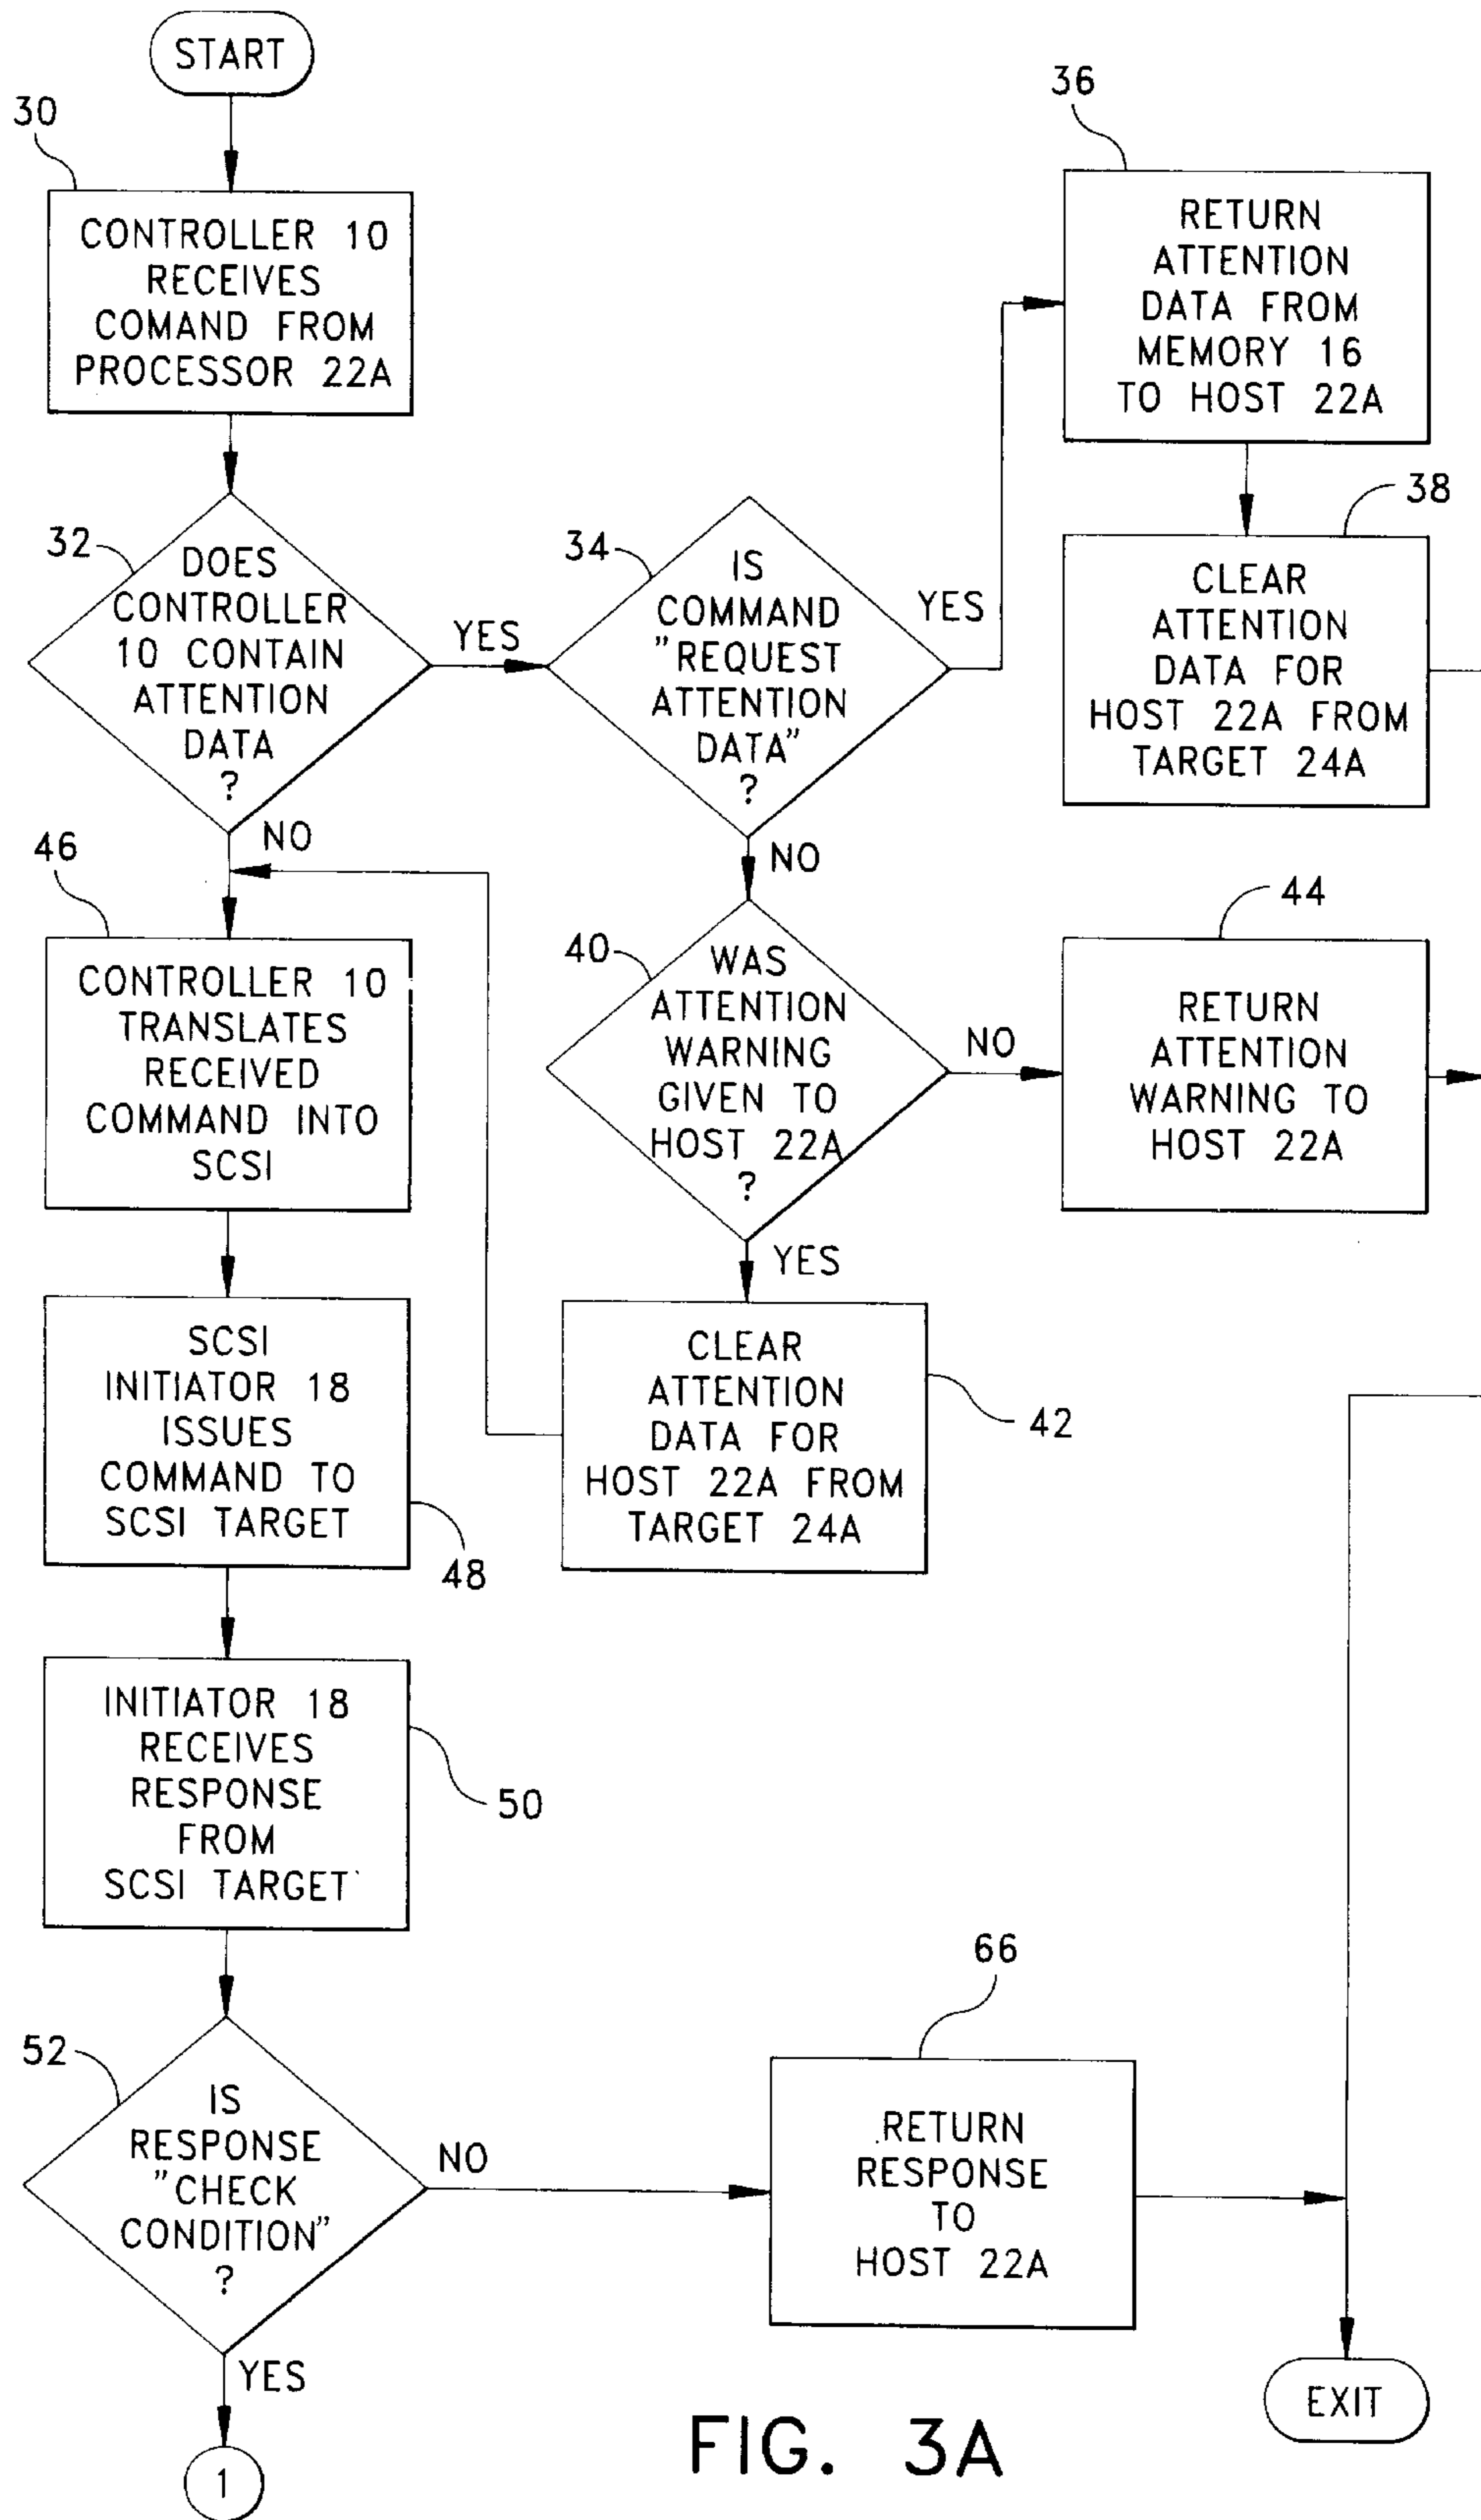 START
30
CONTROLLER 10
RECEIVES
COMAND FROM
PROCESSOR 22A
36
RETURN
ATTENTION
DATA FROM
MEMORY 16
TO HOST 22A
32
DOES
CONTROLLER
10 CONTAIN
ATTENTION
DATA
?
YES
NO
34
IS
COMMAND
"REQUEST
ATTENTION
DATA"
?
YES
NO
38
CLEAR
ATTENTION
DATA FOR
HOST 22A FROM
TARGET 24A
46
CONTROLLER 10
TRANSLATES
RECEIVED
COMMAND INTO
SCSI
40
WAS
ATTENTION
WARNING
GIVEN TO
HOST 22A
?
NO
YES
44
RETURN
ATTENTION
WARNING TO
HOST 22A
SCSI
INITIATOR 18
ISSUES
COMMAND TO
SCSI TARGET
48
CLEAR
ATTENTION
DATA FOR
HOST 22A FROM
TARGET 24A
42
INITIATOR 18
RECEIVES
RESPONSE
FROM
SCSI TARGET
50
52
IS
RESPONSE
"CHECK
CONDITION"
?
NO
YES
66
RETURN
RESPONSE
TO
HOST 22A
EXIT
1
FIG. 3A